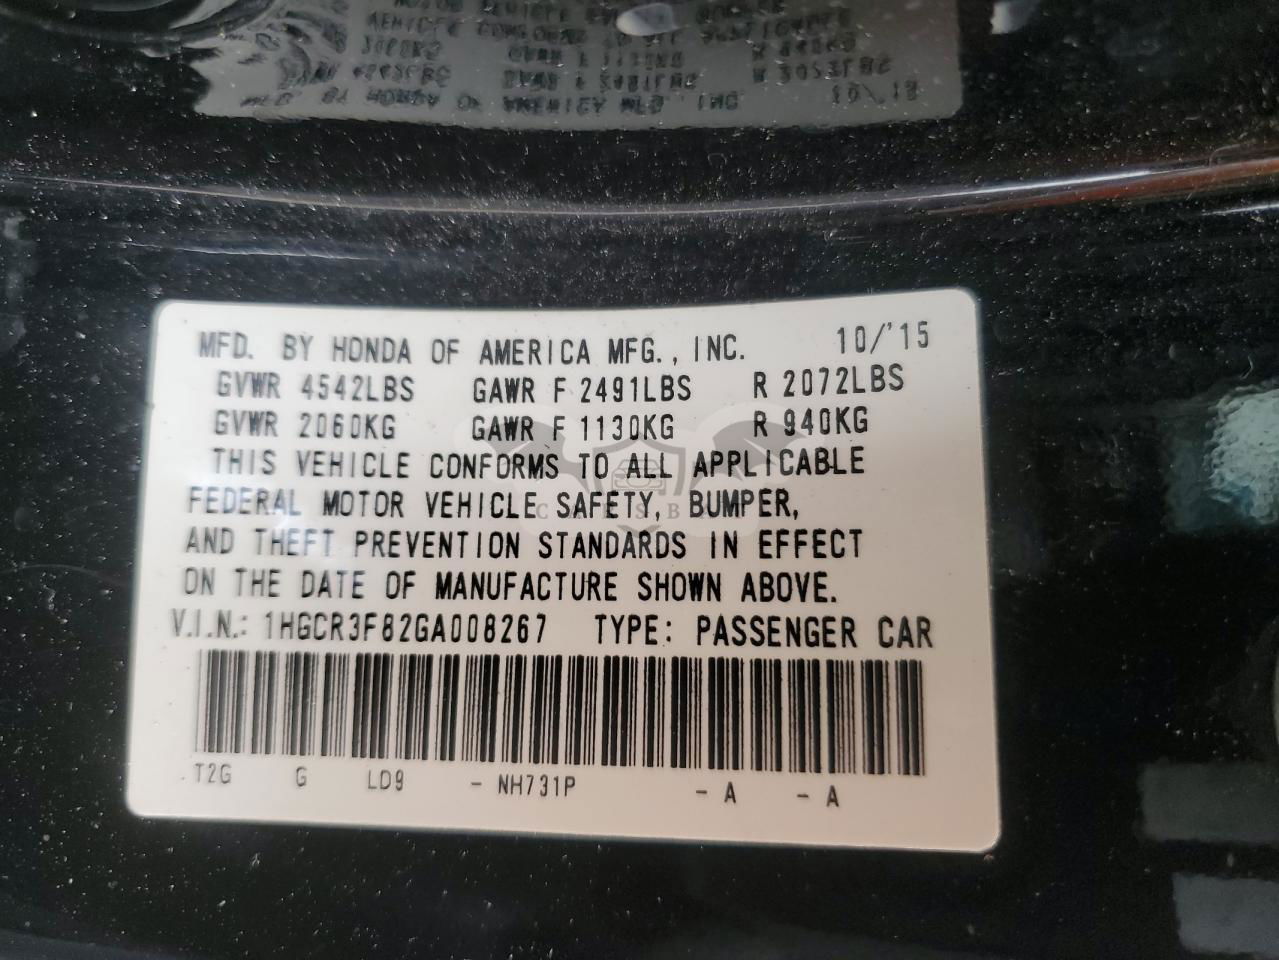 MFD. BY HONDA OF AMERICA MFG., INC. 10/'15
GVWR 4542LBS GAWR F 2491LBS R 2072LBS
GVWR 2060KG GAWR F 1130KG R 940KG
THIS VEHICLE CONFORMS TO ALL APPLICABLE
FEDERAL MOTOR VEHICLE SAFETY, BUMPER,
AND THEFT PREVENTION STANDARDS IN EFFECT
ON THE DATE OF MANUFACTURE SHOWN ABOVE.
V.I.N.: 1HGCR3F82GA008267 TYPE: PASSENGER CAR
T2G G LD9 - NH731P - A - A